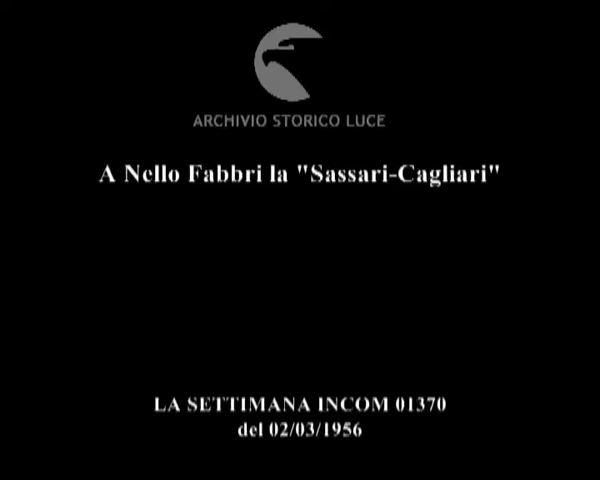 ARCHIVIO STORICO LUCE
A Nello Fabbri la "Sassari-Cagliari"
LA SETTIMANA INCOM 01370
del 02/03/1956